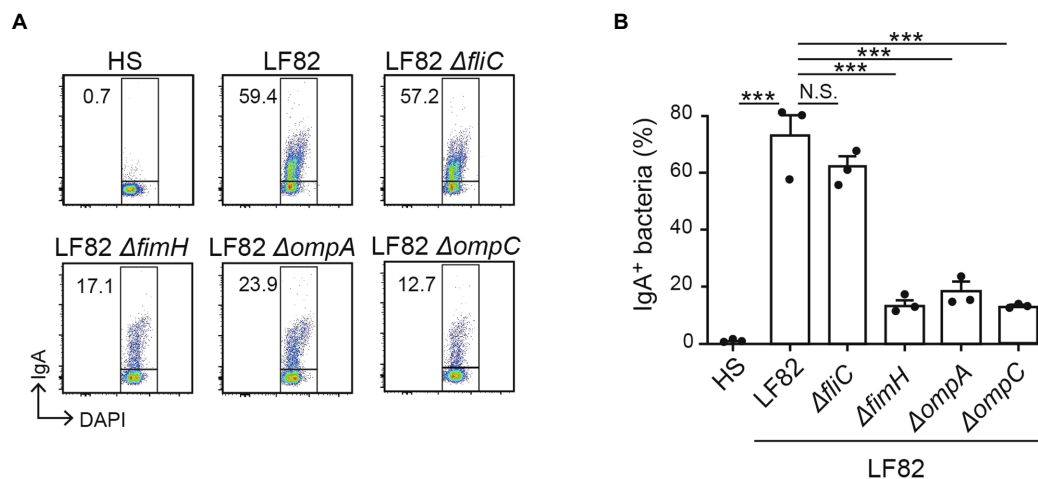 A
HS
LF82
LF82 ΔfliC
0.7
59.4
57.2
LF82 ΔfimH
LF82 ΔompA
LF82 ΔompC
17.1
23.9
12.7
IgA
DAPI
B
***
***
***
***
N.S.
IgA+ bacteria (%)
80
60
40
20
0
HS
LF82
ΔfliC
ΔfimH
ΔompA
ΔompC
LF82